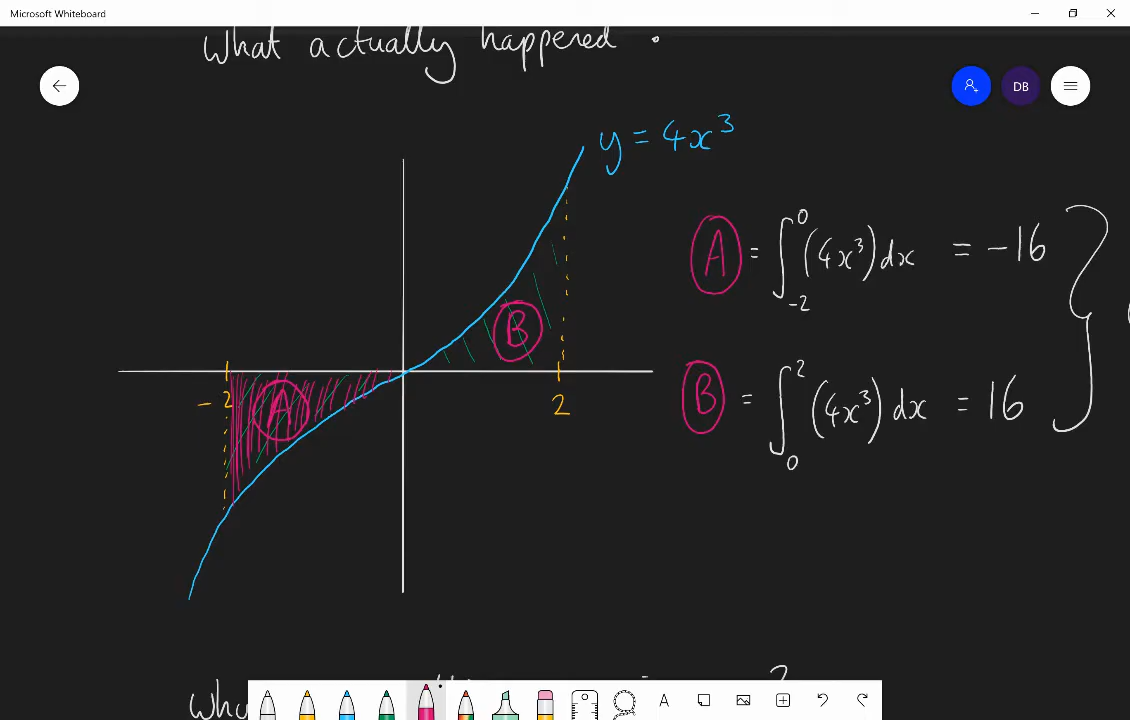 Microsoft Whiteboard
what actually happened .
DB
y = 4x³
A = ∫₋₂⁰ (4x³) dx = -16
B
B = ∫₀² (4x³) dx = 16
A
-2
2
A